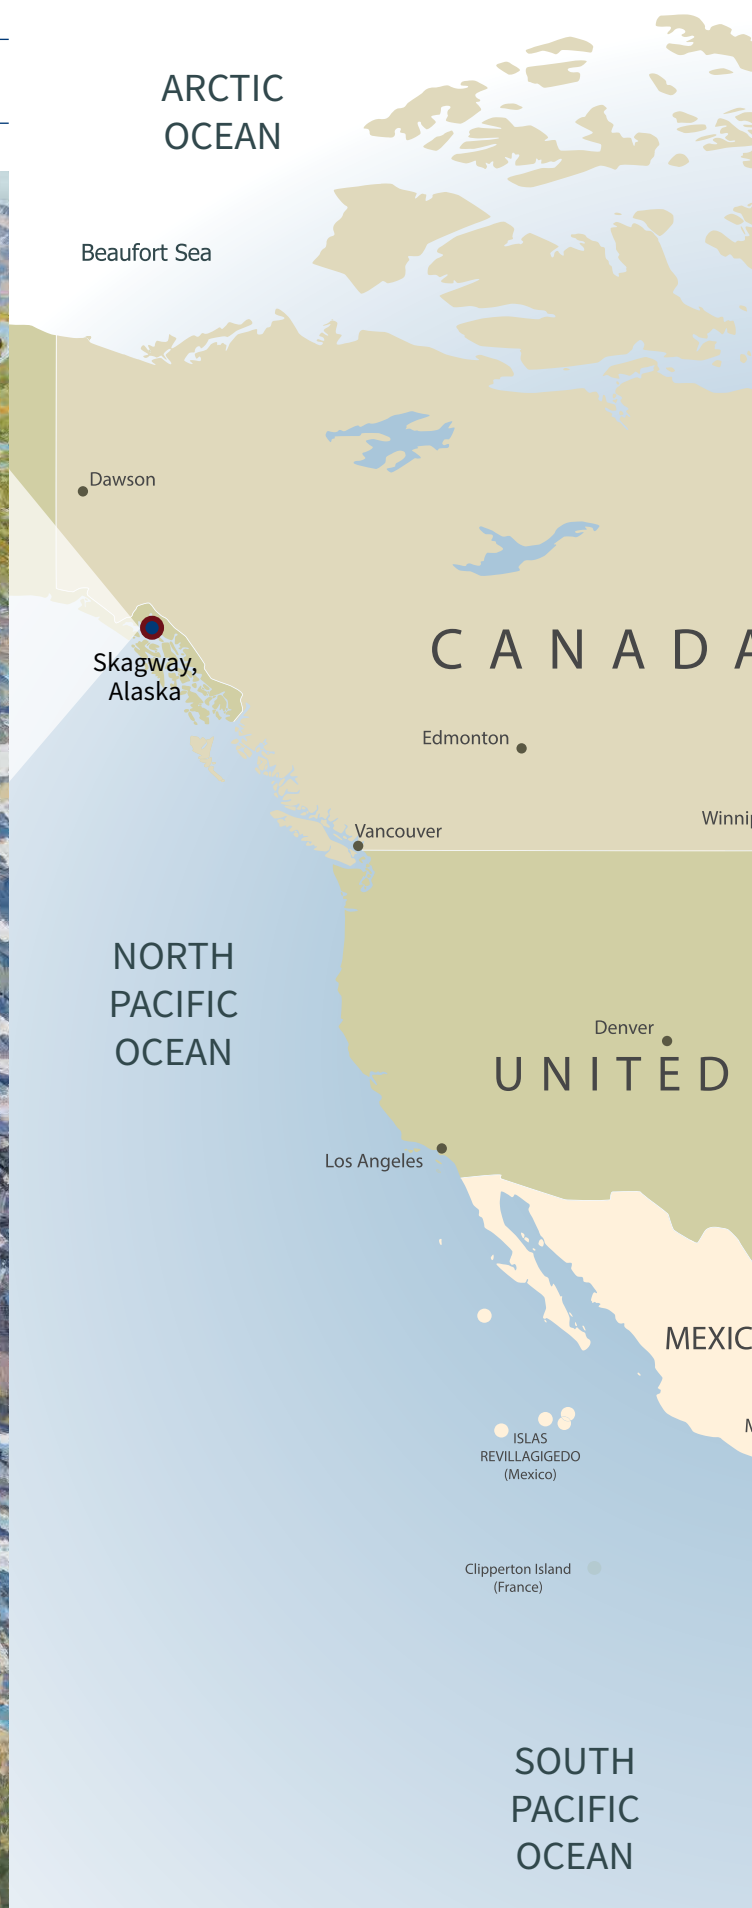 ARCTIC
OCEAN
Beaufort Sea
Dawson
Skagway,
Alaska
CANADA
Edmonton
Vancouver
Winnip
NORTH
PACIFIC
OCEAN
Denver
UNITED
Los Angeles
MEXIC
ISLAS
REVILLAGIGEDO
(Mexico)
Clipperton Island
(France)
SOUTH
PACIFIC
OCEAN